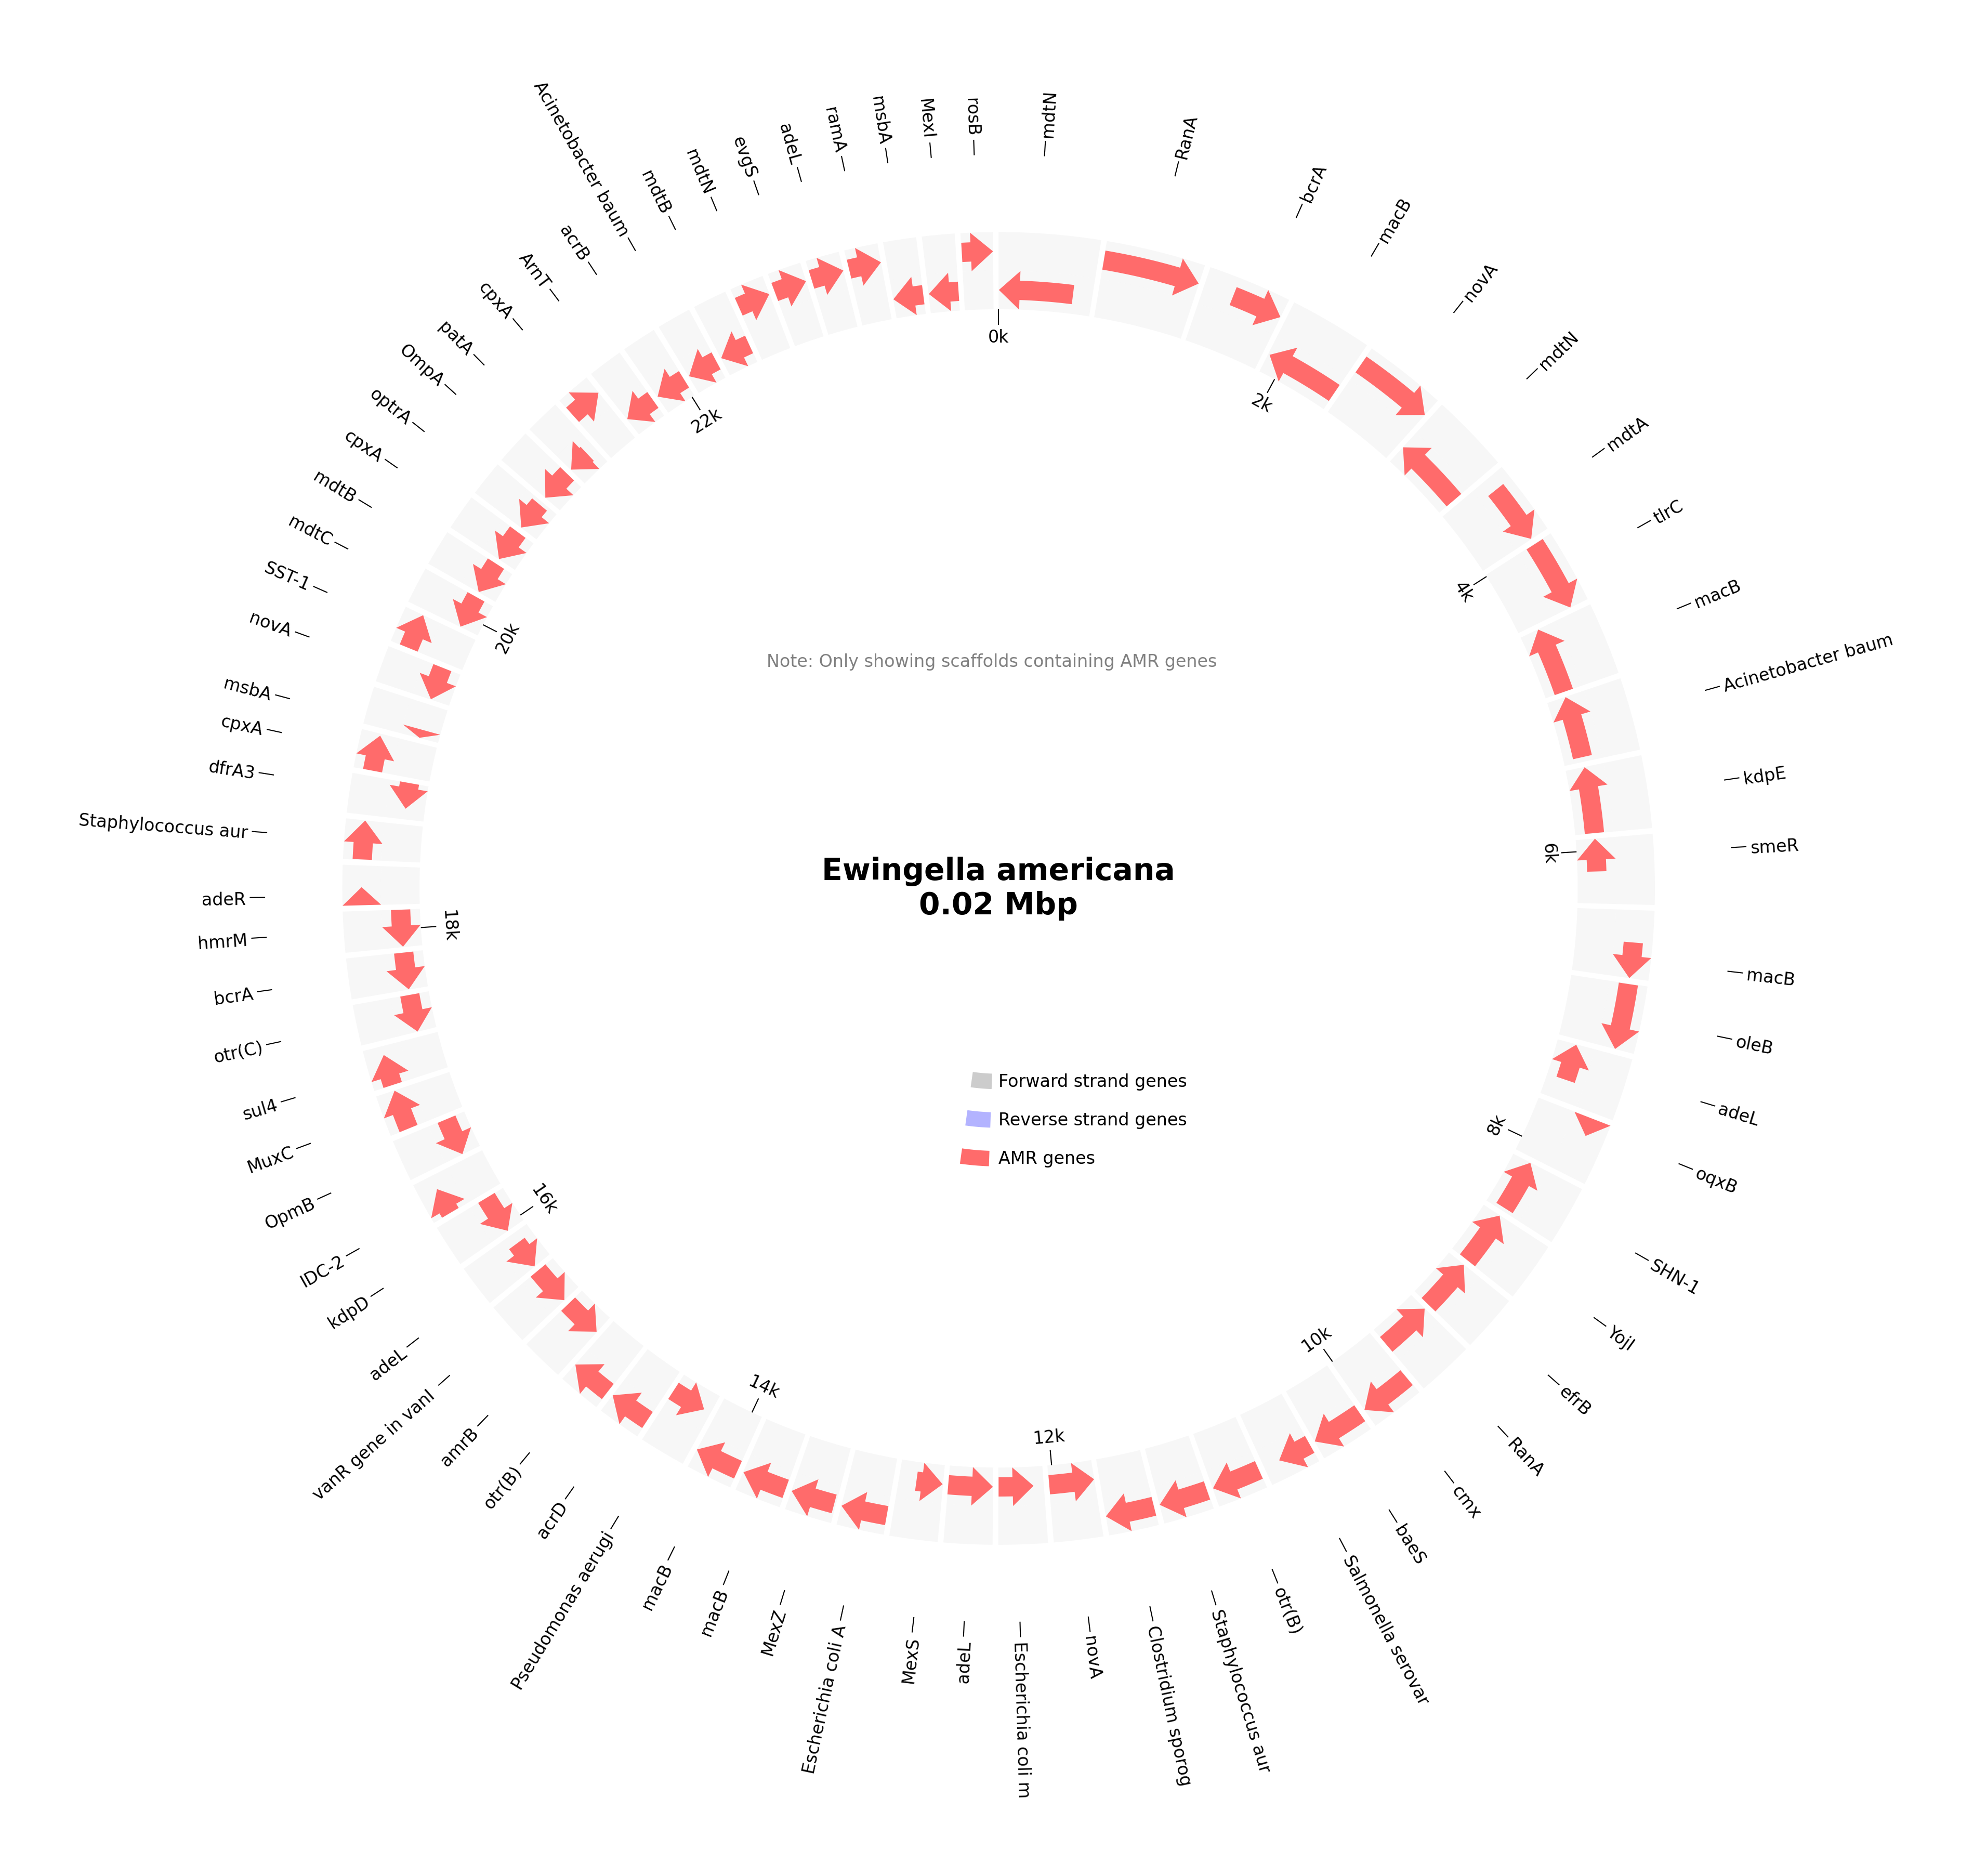 mdtN
RanA
bcrA
macB
novA
mdtN
mdtA
tlrC
macB
Acinetobacter baum
kdpE
smeR
macB
oleB
adeL
oqxB
SHN-1
YojI
efrB
RanA
cmx
baeS
Salmonella serovar
otr(B)
Staphylococcus aur
Clostridium sporog
novA
Escherichia coli m
adeL
MexS
Escherichia coli A
MexZ
macB
macB
Pseudomonas aerugi
acrD
otr(B)
amrB
vanR gene in vanI
adeL
kdpD
IDC-2
OpmB
MuxC
sul4
otr(C)
bcrA
hmrM
adeR
Staphylococcus aur
dfrA3
cpxA
msbA
novA
SST-1
mdtC
mdtB
cpxA
optrA
OmpA
patA
cpxA
ArnT
acrB
Acinetobacter baum
mdtB
mdtN
evgS
adeL
ramA
msbA
MexI
rosB
0k
2k
4k
6k
8k
10k
12k
14k
16k
18k
20k
22k
Note: Only showing scaffolds containing AMR genes
Ewingella americana
0.02 Mbp
Forward strand genes
Reverse strand genes
AMR genes